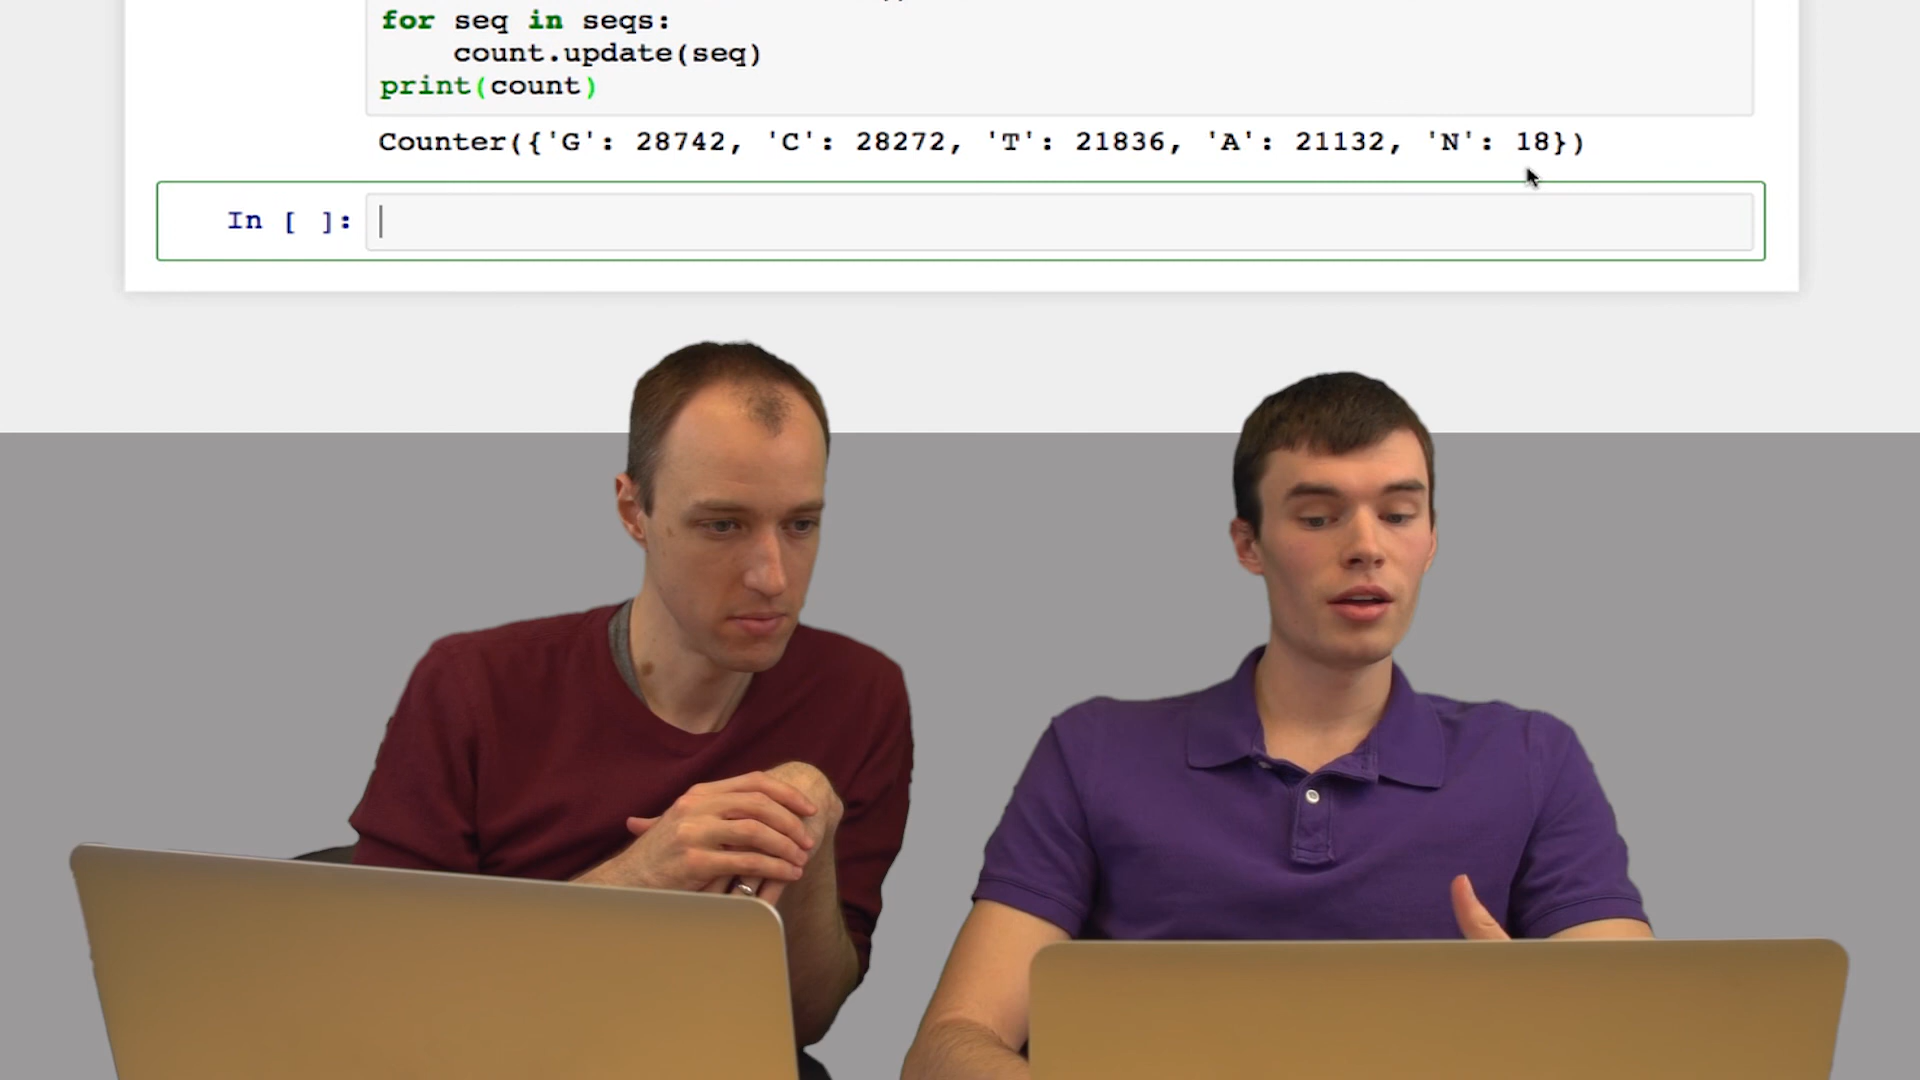 for seq in seqs:
count.update(seq)
print(count)
Counter({'G': 28742, 'C': 28272, 'T': 21836, 'A': 21132, 'N': 18})
In [ ]: